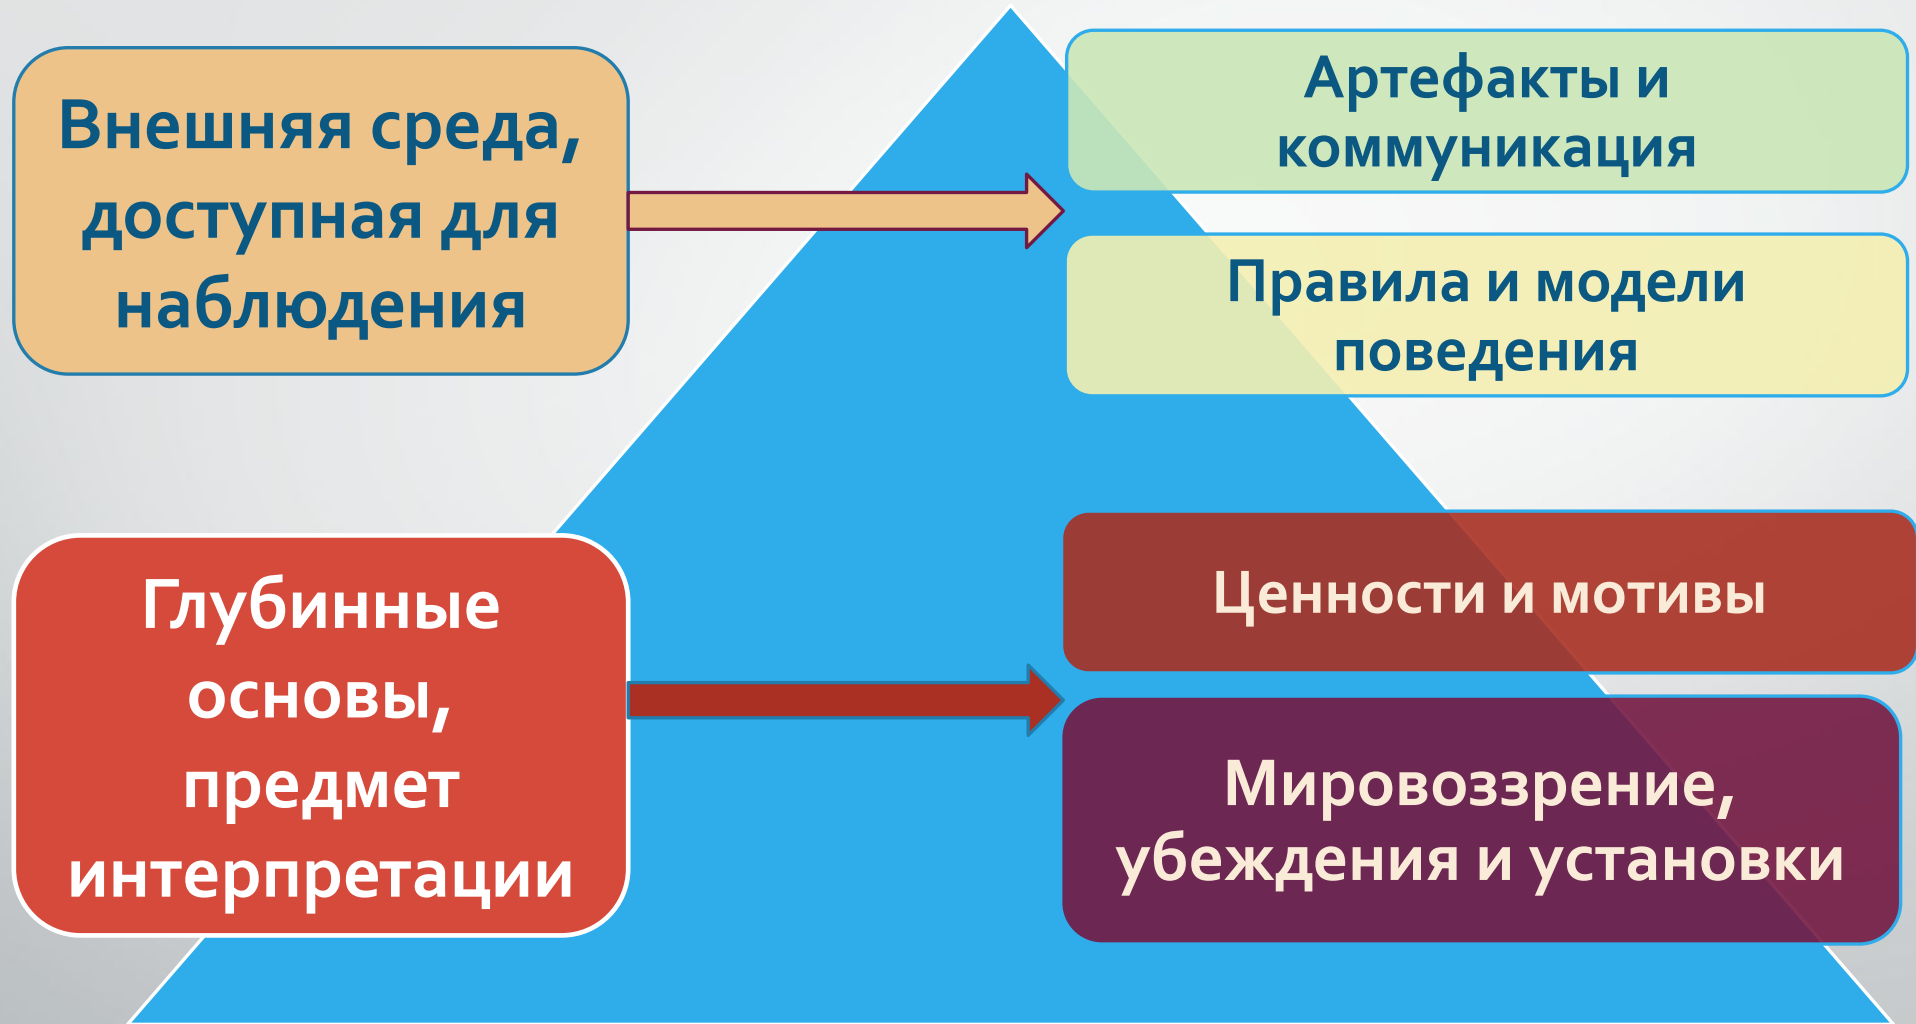 Внешняя среда,
доступная для
наблюдения
Артефакты и
коммуникация
Правила и модели
поведения
Глубинные
основы,
предмет
интерпретации
Ценности и мотивы
Мировоззрение,
убеждения и установки